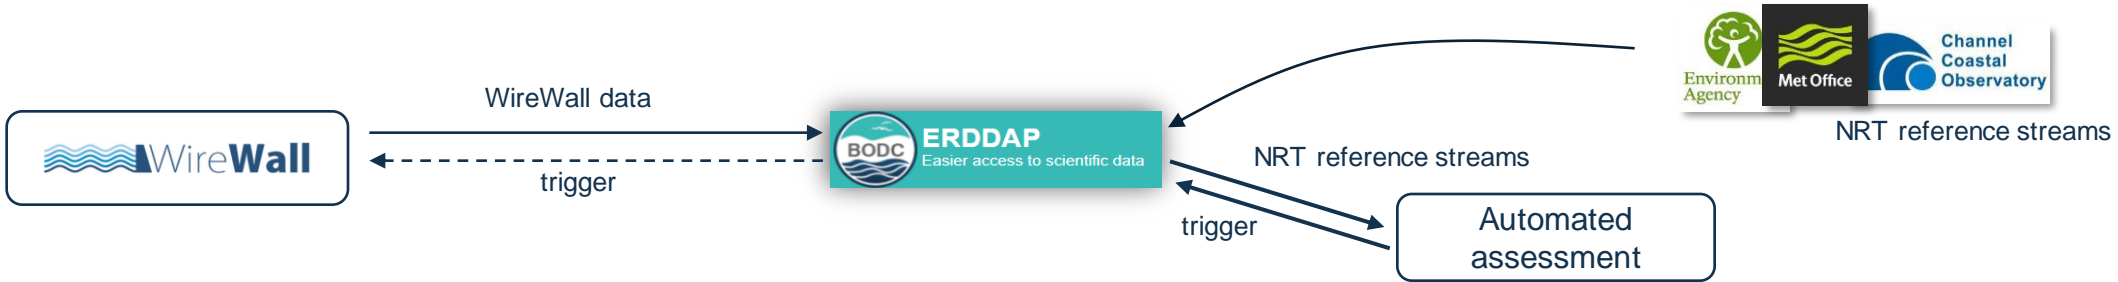 WireWall
WireWall data
trigger
BODC
ERDDAP
Easier access to scientific data
NRT reference streams
trigger
Automated
assessment
Environm
Agency
Met Office
Channel
Coastal
Observatory
NRT reference streams